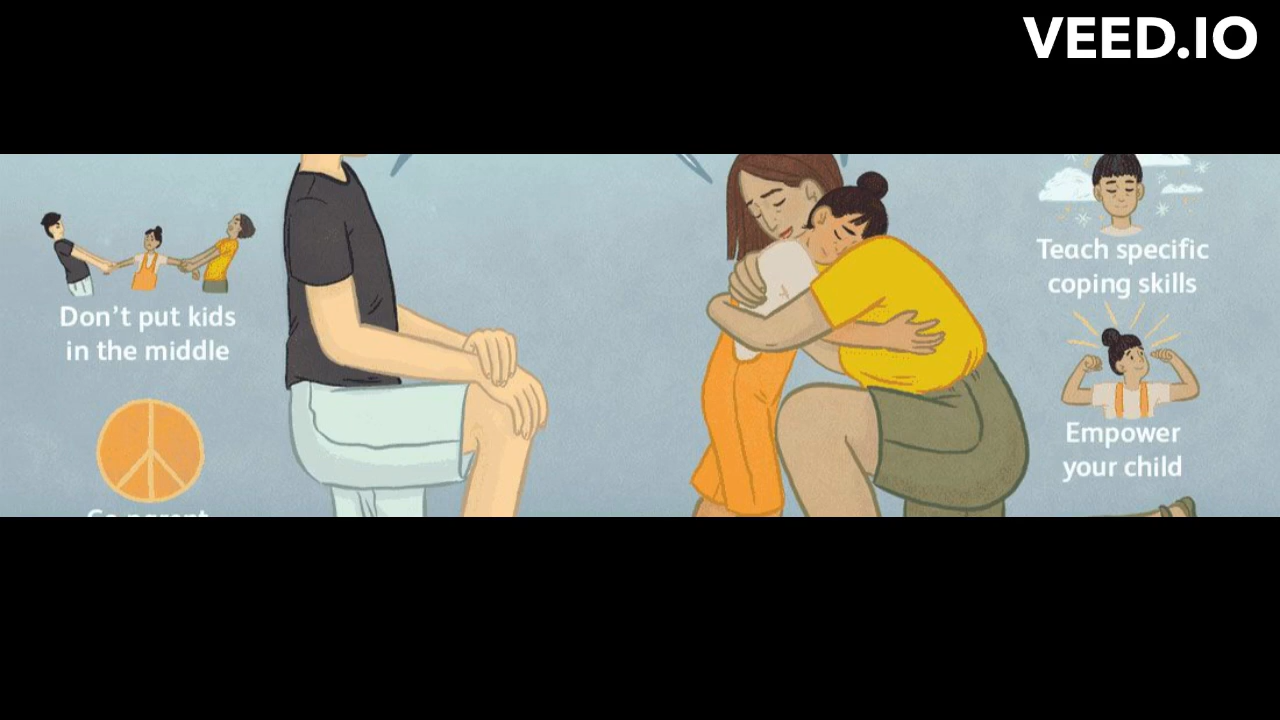 VEED.IO
Don't put kids
in the middle
Teach specific
coping skills
Empower
your child